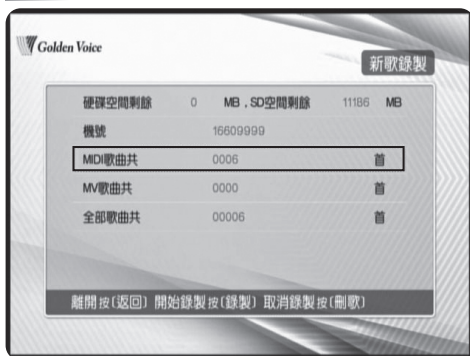 Golden Voice
新歌錄製
硬碟空間剩餘 0 MB，SD空間剩餘 11186 MB
機號 16609999
MIDI歌曲共 0006 首
MV歌曲共 0000 首
全部歌曲共 00006 首
離開按〔返回〕開始錄製按〔錄製〕取消錄製按〔刪歌〕